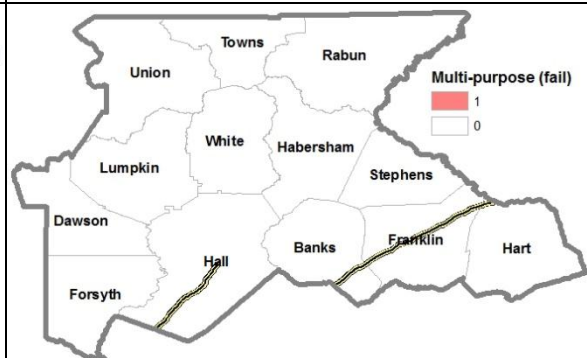 Towns
Union
Rabun
Multi-purpose (fail)
1
0
White
Habersham
Lumpkin
Stephens
Dawson
Hall
Banks
Franklin
Hart
Forsyth